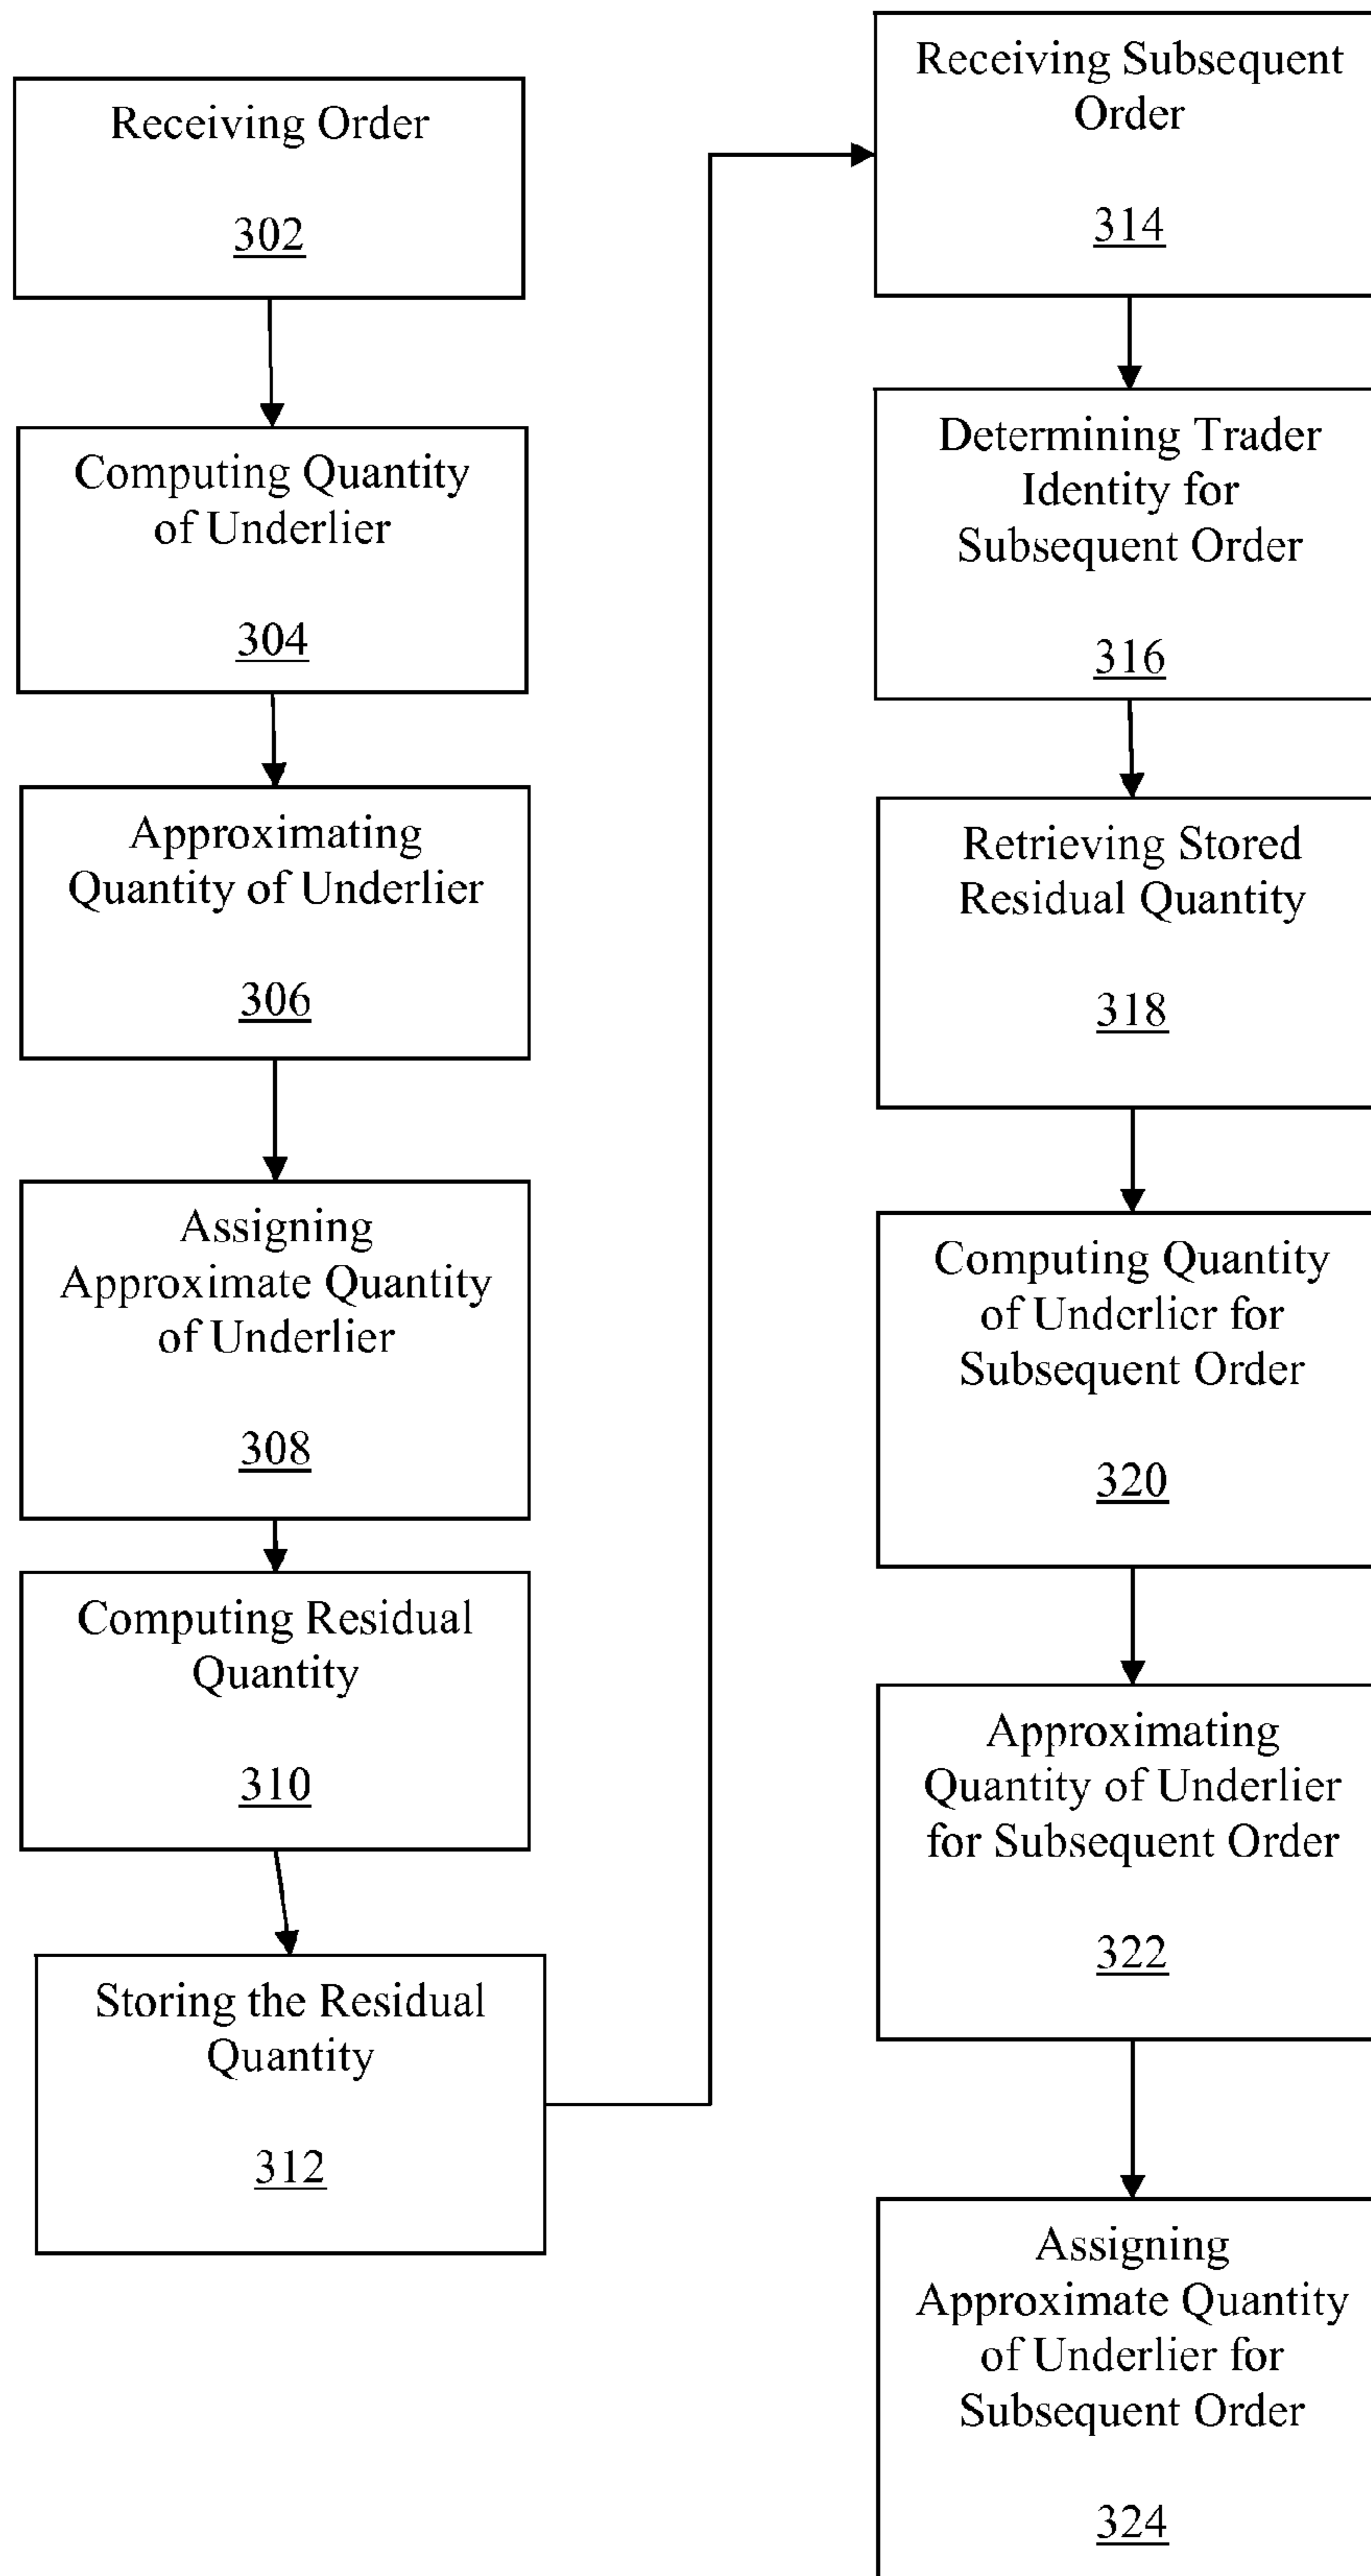 Receiving Order
302
Computing Quantity
of Underlier
304
Approximating
Quantity of Underlier
306
Assigning
Approximate Quantity
of Underlier
308
Computing Residual
Quantity
310
Storing the Residual
Quantity
312
Receiving Subsequent
Order
314
Determining Trader
Identity for
Subsequent Order
316
Retrieving Stored
Residual Quantity
318
Computing Quantity
of Underlier for
Subsequent Order
320
Approximating
Quantity of Underlier
for Subsequent Order
322
Assigning
Approximate Quantity
of Underlier for
Subsequent Order
324